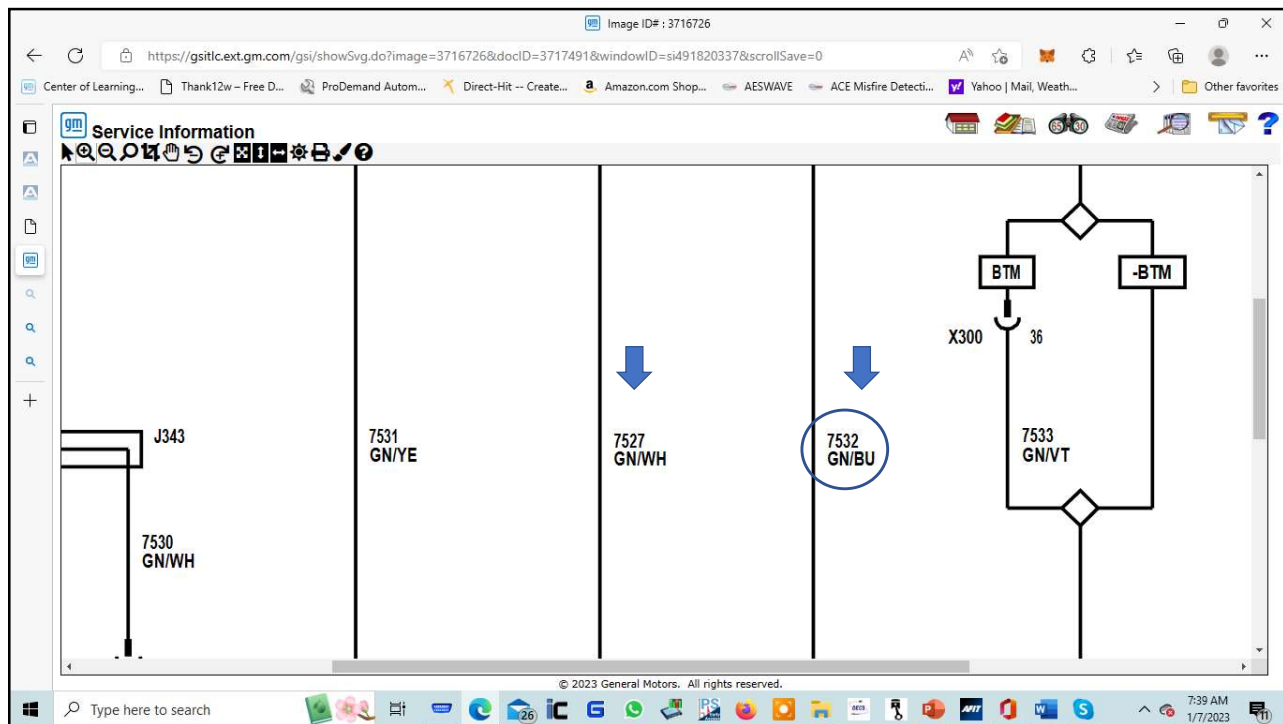 Image ID# : 3716726
https://gsitlc.ext.gm.com/gsi/showSvg.do?image=3716726&docID=3717491&windowID=si491820337&scrollSave=0
Center of Learning... Thank12w – Free D... ProDemand Autom... Direct-Hit -- Create... Amazon.com Shop... AESWAVE ACE Misfire Detecti... Yahoo | Mail, Weath... Other favorites
gm Service Information
BTM
-BTM
X300 36
J343
7531
GN/YE
7527
GN/WH
7532
GN/BU
7533
GN/VT
7530
GN/WH
© 2023 General Motors. All rights reserved.
Type here to search
26
7:39 AM
1/7/2023